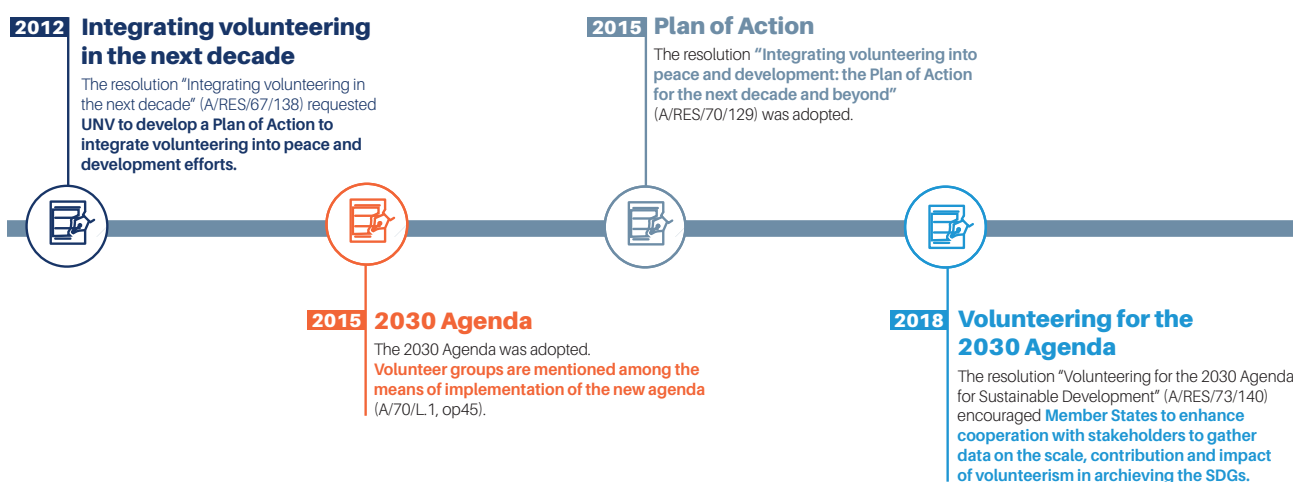 2012
Integrating volunteering
in the next decade
The resolution “Integrating volunteering in
the next decade” (A/RES/67/138) requested
UNV to develop a Plan of Action to
integrate volunteering into peace and
development efforts.
2015
2030 Agenda
The 2030 Agenda was adopted.
Volunteer groups are mentioned among the
means of implementation of the new agenda
(A/70/L.1, op45).
2015
Plan of Action
The resolution “Integrating volunteering into
peace and development: the Plan of Action
for the next decade and beyond”
(A/RES/70/129) was adopted.
2018
Volunteering for the
2030 Agenda
The resolution “Volunteering for the 2030 Agenda
for Sustainable Development” (A/RES/73/140)
encouraged Member States to enhance
cooperation with stakeholders to gather
data on the scale, contribution and impact
of volunteerism in archieving the SDGs.